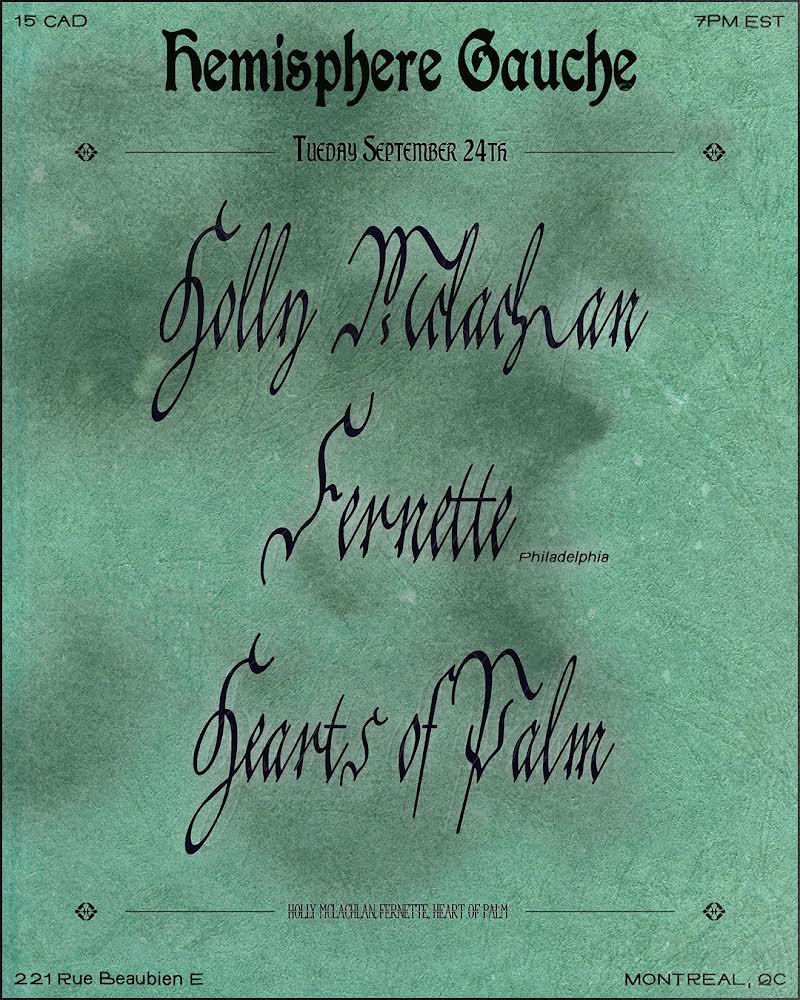 15 CAD
7PM EST
Hemisphere Gauche
Tueday September 24th
Holly Mclachlan
Fernette
Philadelphia
Hearts of Palm
HOLLY MCLACHLAN, FERNETTE, HEART OF PALM
221 Rue Beaubien E
MONTREAL, QC